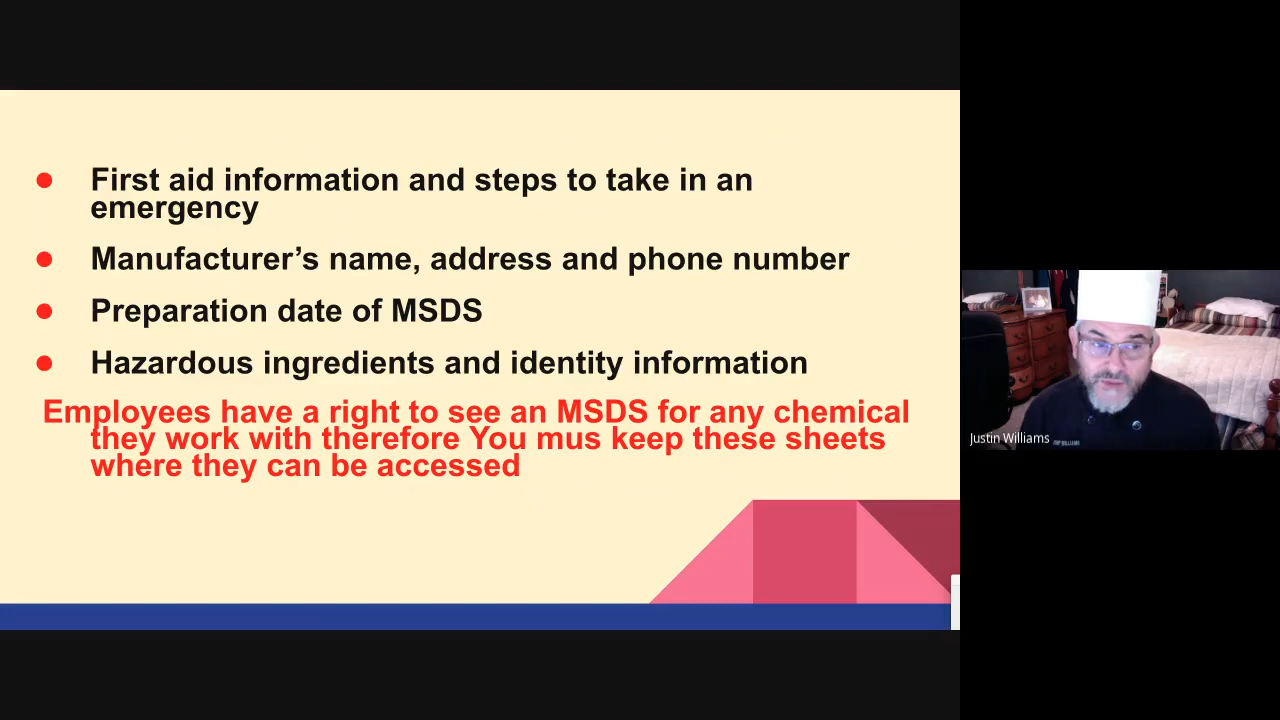 First aid information and steps to take in an
emergency
Manufacturer’s name, address and phone number
Preparation date of MSDS
Hazardous ingredients and identity information
Employees have a right to see an MSDS for any chemical
they work with therefore You mus keep these sheets
where they can be accessed
Justin Williams